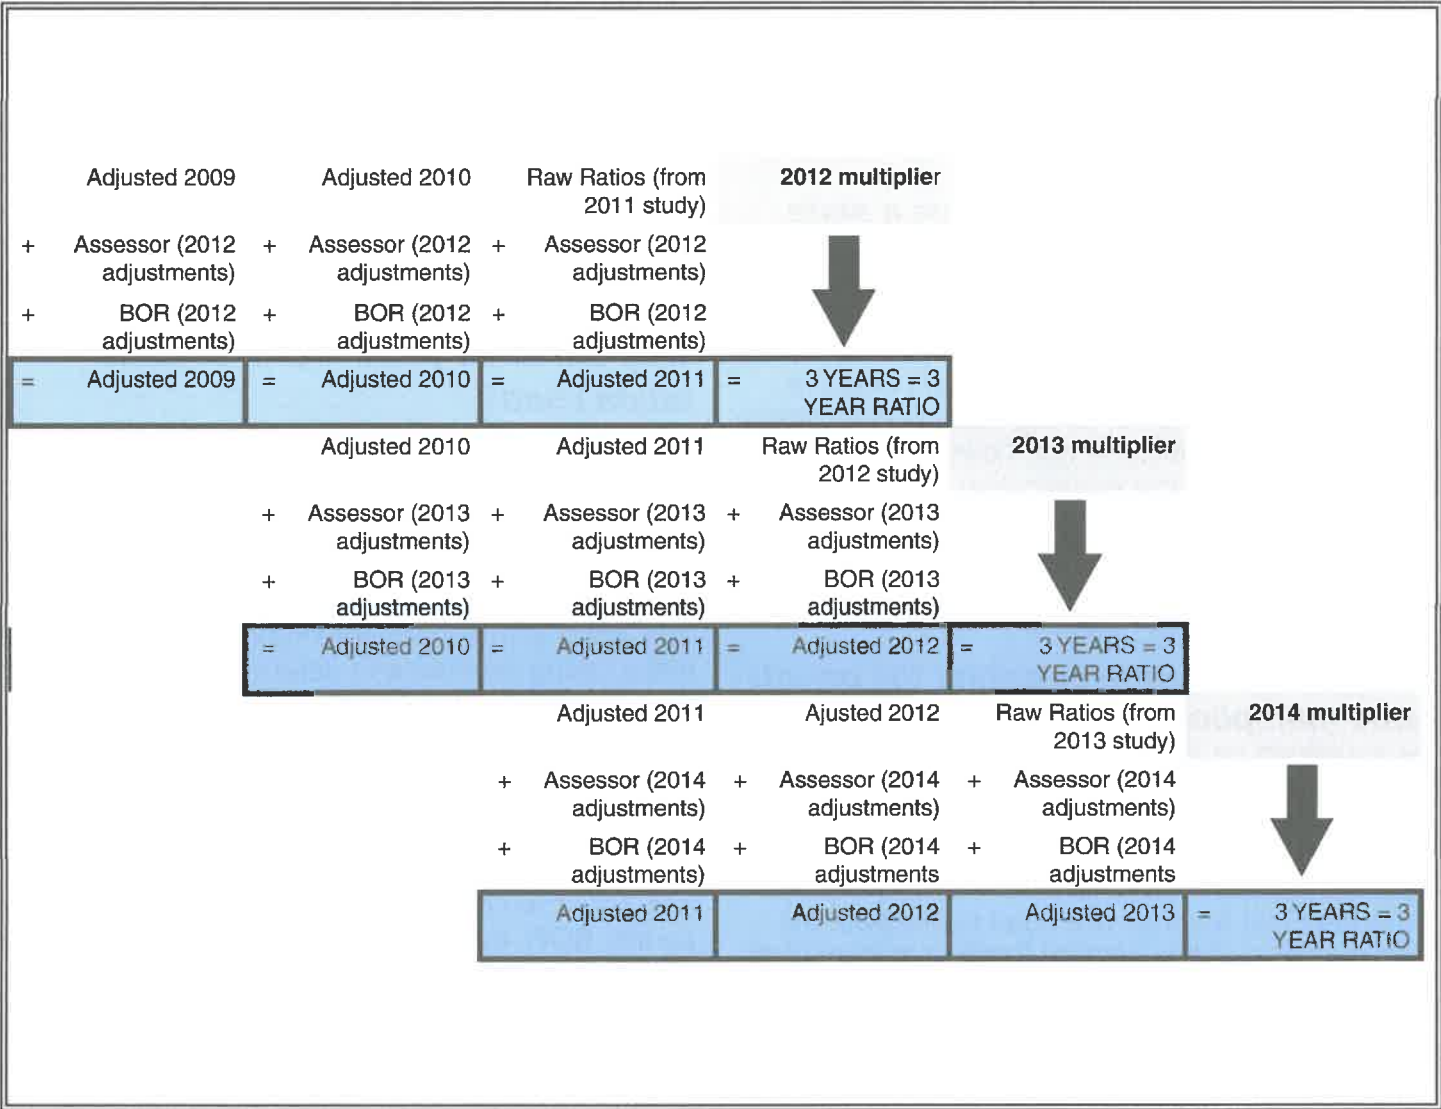 Adjusted 2009 Adjusted 2010 Raw Ratios (from 2012 multiplier
2011 study)
+ Assessor (2012 + Assessor (2012 + Assessor (2012
adjustments) adjustments) adjustments)
+ BOR (2012 + BOR (2012 + BOR (2012
adjustments) adjustments) adjustments)
= Adjusted 2009 = Adjusted 2010 = Adjusted 2011 = 3 YEARS = 3
YEAR RATIO
Adjusted 2010 Adjusted 2011 Raw Ratios (from 2013 multiplier
2012 study)
+ Assessor (2013 + Assessor (2013 + Assessor (2013
adjustments) adjustments) adjustments)
+ BOR (2013 + BOR (2013 + BOR (2013
adjustments) adjustments) adjustments)
= Adjusted 2010 = Adjusted 2011 = Adjusted 2012 = 3 YEARS = 3
YEAR RATIO
Adjusted 2011 Ajusted 2012 Raw Ratios (from 2014 multiplier
2013 study)
+ Assessor (2014 + Assessor (2014 + Assessor (2014
adjustments) adjustments) adjustments)
+ BOR (2014 + BOR (2014 + BOR (2014
adjustments) adjustments adjustments
Adjusted 2011 Adjusted 2012 Adjusted 2013 = 3 YEARS = 3
YEAR RATIO